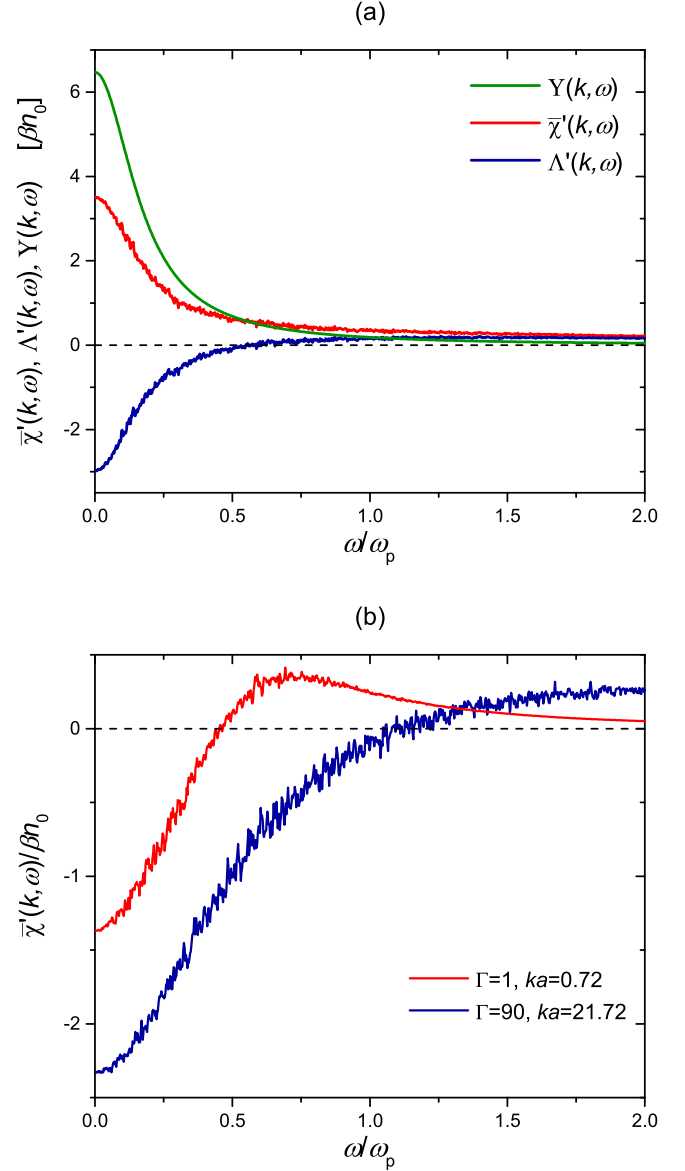 (a)
χ̄'(k,ω), Λ'(k,ω), Υ(k,ω) [βn₀]
6
4
2
0
-2
Υ(k,ω)
χ̄'(k,ω)
Λ'(k,ω)
0.0 0.5 1.0 1.5 2.0
ω/ωₚ
(b)
χ̄'(k,ω)/βn₀
0
-1
-2
Γ=1, ka=0.72
Γ=90, ka=21.72
0.0 0.5 1.0 1.5 2.0
ω/ωₚ